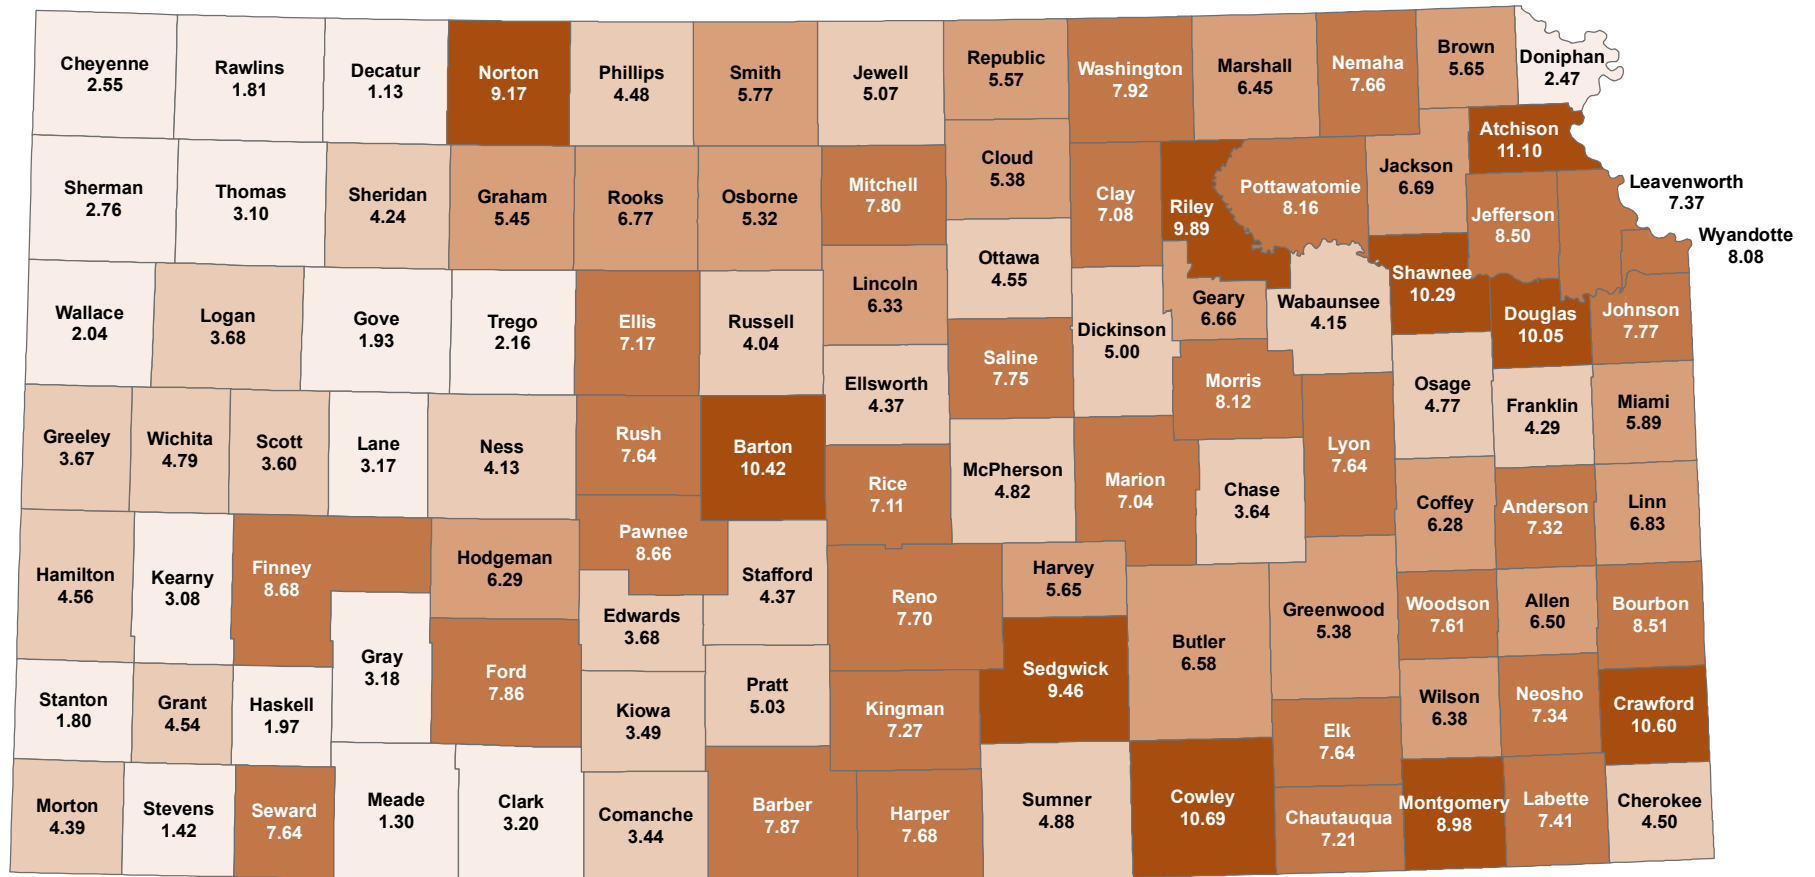 Cheyenne
2.55
Rawlins
1.81
Decatur
1.13
Norton
9.17
Phillips
4.48
Smith
5.77
Jewell
5.07
Republic
5.57
Washington
7.92
Marshall
6.45
Nemaha
7.66
Brown
5.65
Doniphan
2.47
Atchison
11.10
Sherman
2.76
Thomas
3.10
Sheridan
4.24
Graham
5.45
Rooks
6.77
Osborne
5.32
Mitchell
7.80
Cloud
5.38
Clay
7.08
Riley
9.89
Pottawatomie
8.16
Jackson
6.69
Jefferson
8.50
Leavenworth
7.37
Wyandotte
8.08
Wallace
2.04
Logan
3.68
Gove
1.93
Trego
2.16
Ellis
7.17
Russell
4.04
Lincoln
6.33
Ottawa
4.55
Dickinson
5.00
Geary
6.66
Wabaunsee
4.15
Shawnee
10.29
Douglas
10.05
Johnson
7.77
Ellsworth
4.37
Saline
7.75
Morris
8.12
Osage
4.77
Franklin
4.29
Miami
5.89
Greeley
3.67
Wichita
4.79
Scott
3.60
Lane
3.17
Ness
4.13
Rush
7.64
Barton
10.42
Rice
7.11
McPherson
4.82
Marion
7.04
Chase
3.64
Lyon
7.64
Coffey
6.28
Anderson
7.32
Linn
6.83
Hamilton
4.56
Kearny
3.08
Finney
8.68
Hodgeman
6.29
Pawnee
8.66
Stafford
4.37
Edwards
3.68
Reno
7.70
Harvey
5.65
Butler
6.58
Greenwood
5.38
Woodson
7.61
Allen
6.50
Bourbon
8.51
Gray
3.18
Ford
7.86
Stanton
1.80
Grant
4.54
Haskell
1.97
Kiowa
3.49
Pratt
5.03
Kingman
7.27
Sedgwick
9.46
Elk
7.64
Wilson
6.38
Neosho
7.34
Crawford
10.60
Morton
4.39
Stevens
1.42
Seward
7.64
Meade
1.30
Clark
3.20
Comanche
3.44
Barber
7.87
Harper
7.68
Sumner
4.88
Cowley
10.69
Chautauqua
7.21
Montgomery
8.98
Labette
7.41
Cherokee
4.50